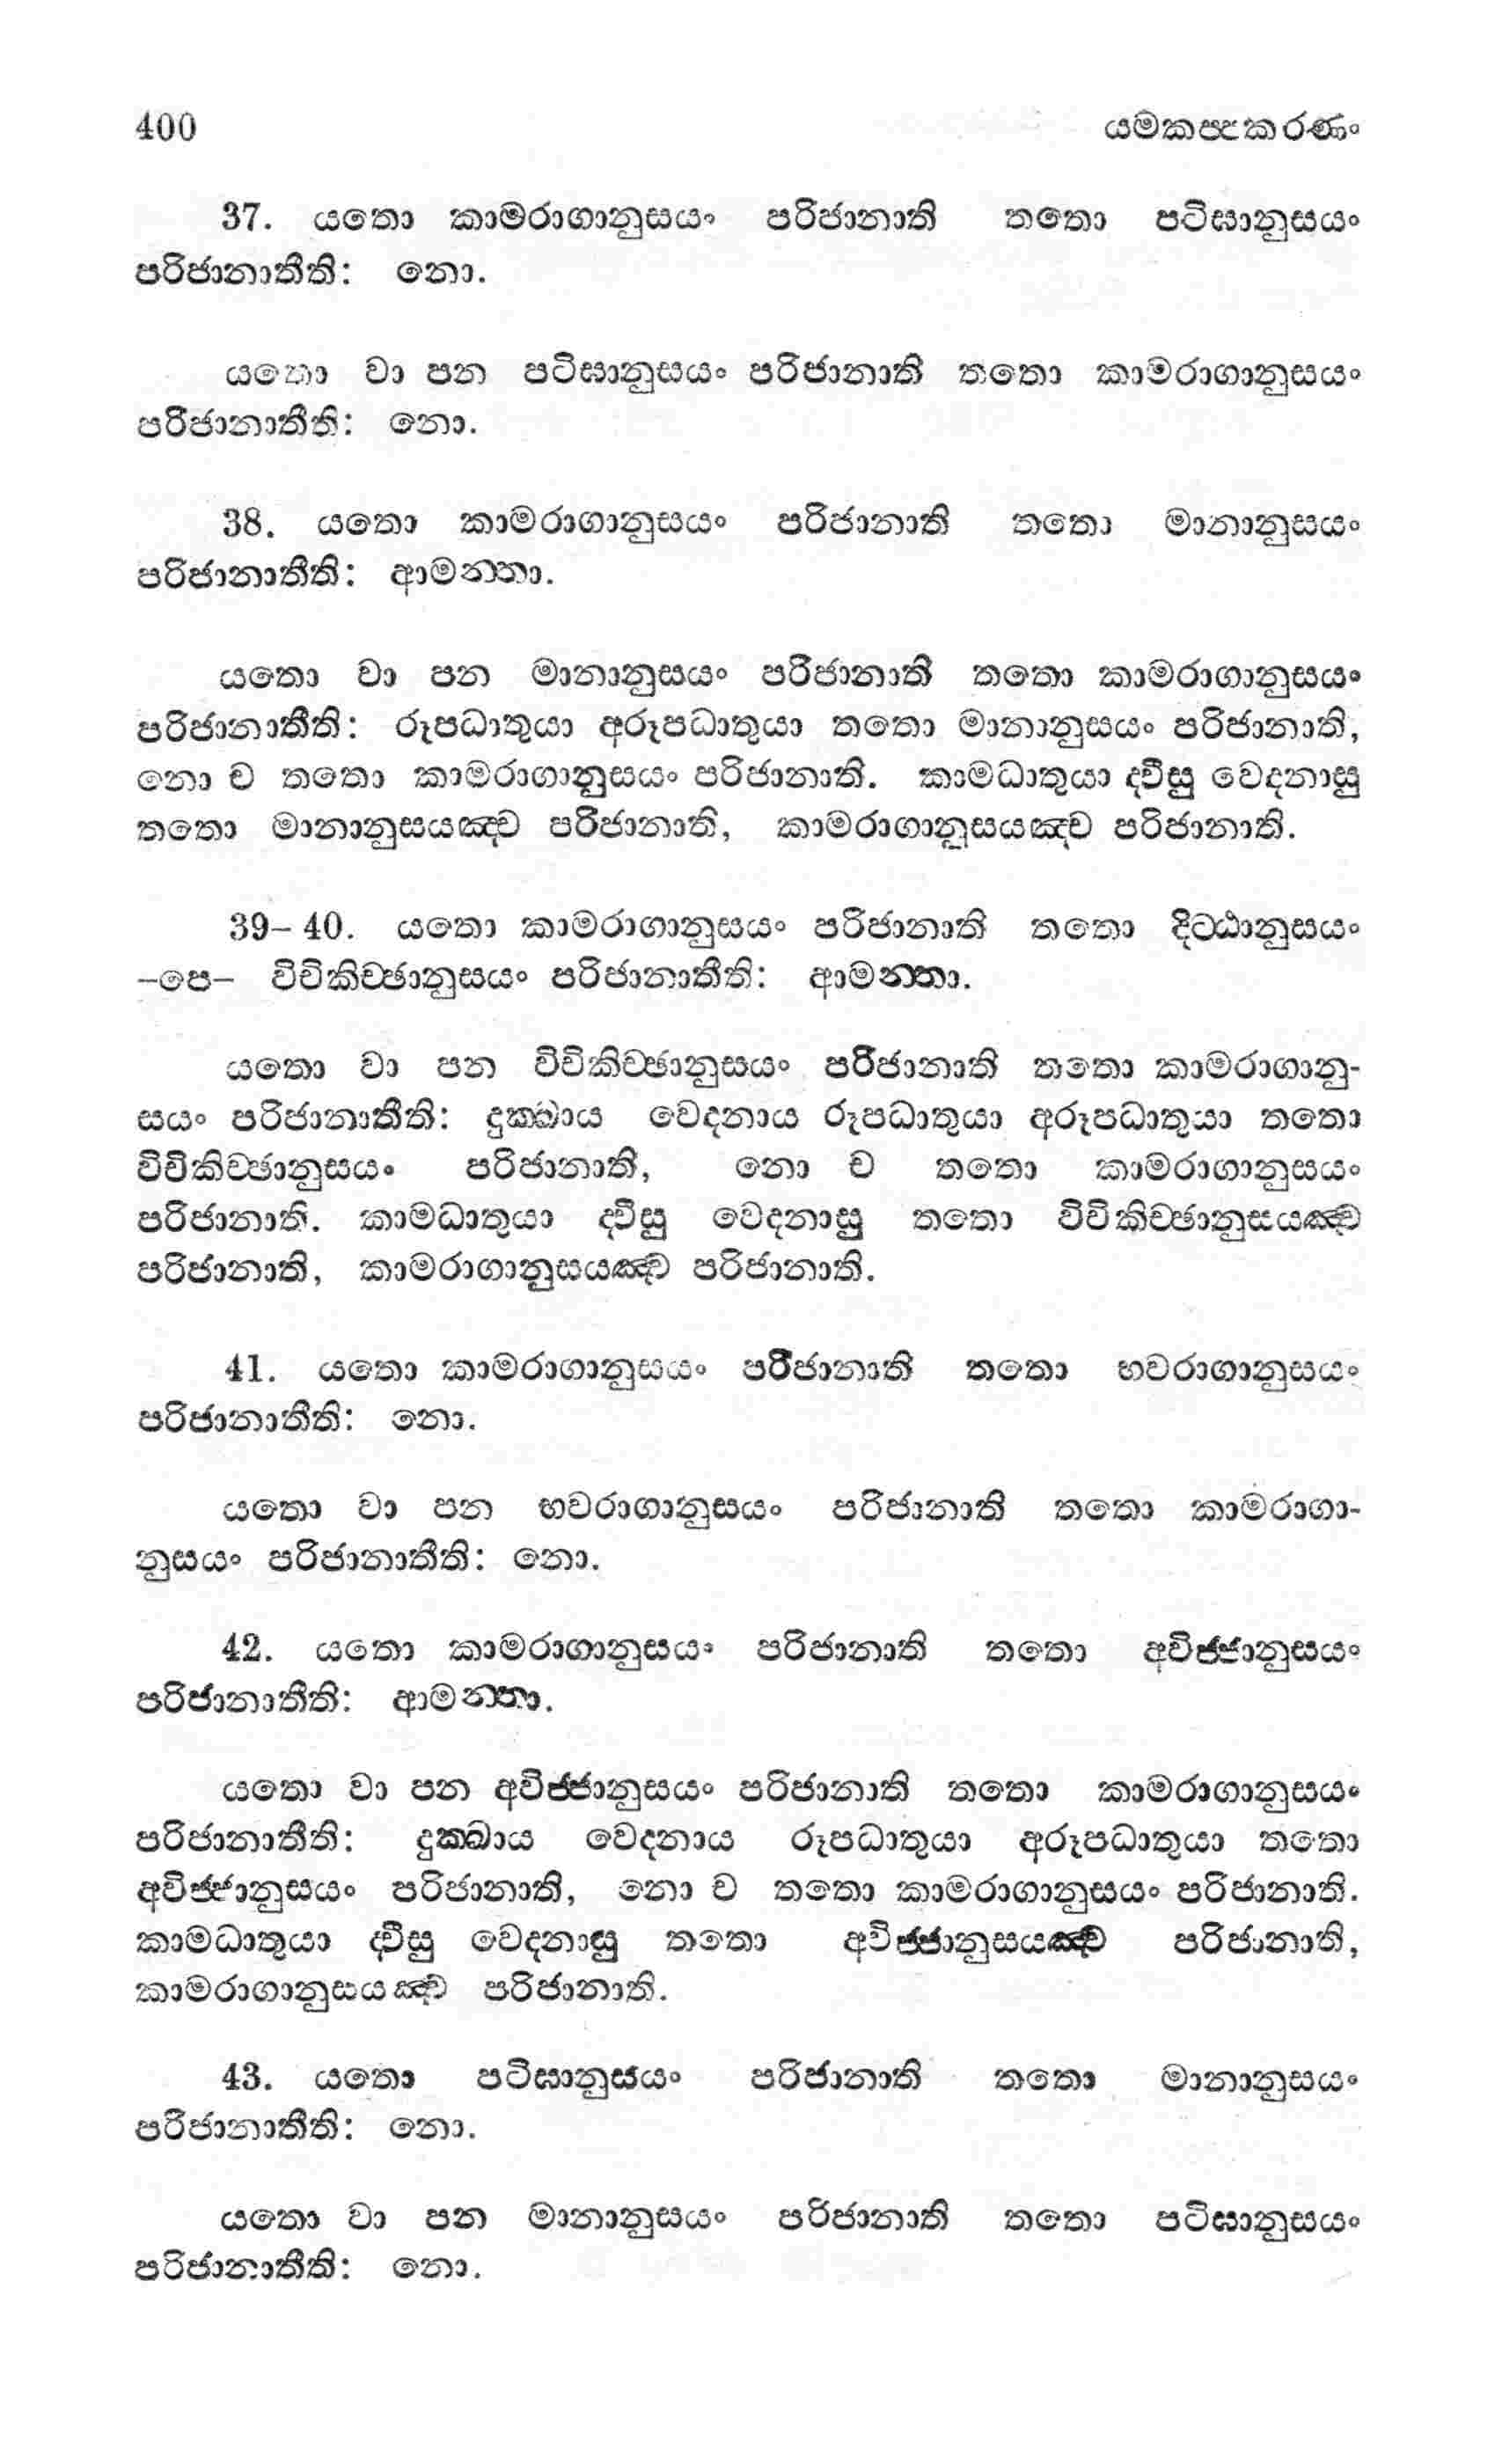 400 යමකප්පකරණං
37. යතො කාමරාගානුසයං පරිජානාති තතො පටිඝානුසයං
පරිජානාතීති: නො.
යතො වා පන පටිඝානුසයං පරිජානාති තතො කාමරාගානුසයං
පරිජානාතීති: නො.
38. යතො කාමරාගානුසයං පරිජානාති තතො මානානුසයං
පරිජානාතීති: ආමන්තා.
යතො වා පන මානානුසයං පරිජානාති තතො කාමරාගානුසයං
පරිජානාතීති: රූපධාතුයා අරූපධාතුයා තතො මානානුසයං පරිජානාති,
නො ච තතො කාමරාගානුසයං පරිජානාති. කාමධාතුයා ද්වීසු වෙදනාසු
තතො මානානුසයඤ්ච පරිජානාති, කාමරාගානුසයඤ්ච පරිජානාති.
39– 40. යතො කාමරාගානුසයං පරිජානාති තතො දිට්ඨානුසයං
–පෙ– විචිකිච්ඡානුසයං පරිජානාතීති: ආමන්තා.
යතො වා පන විචිකිච්ඡානුසයං පරිජානාති තතො කාමරාගානු-
සයං පරිජානාතීති: දුක්ඛාය වෙදනාය රූපධාතුයා අරූපධාතුයා තතො
විචිකිච්ඡානුසයං පරිජානාති, නො ච තතො කාමරාගානුසයං
පරිජානාති. කාමධාතුයා ද්වීසු වෙදනාසු තතො විචිකිච්ඡානුසයඤ්ච
පරිජානාති, කාමරාගානුසයඤ්ච පරිජානාති.
41. යතො කාමරාගානුසයං පරිජානාති තතො භවරාගානුසයං
පරිජානාතීති: නො.
යතො වා පන භවරාගානුසයං පරිජානාති තතො කාමරාගා-
නුසයං පරිජානාතීති: නො.
42. යතො කාමරාගානුසයං පරිජානාති තතො අවිජ්ජානුසයං
පරිජානාතීති: ආමන්තා.
යතො වා පන අවිජ්ජානුසයං පරිජානාති තතො කාමරාගානුසයං
පරිජානාතීති: දුක්ඛාය වෙදනාය රූපධාතුයා අරූපධාතුයා තතො
අවිජ්ජානුසයං පරිජානාති, නො ච තතො කාමරාගානුසයං පරිජානාති.
කාමධාතුයා ද්වීසු වෙදනාසු තතො අවිජ්ජානුසයඤ්ච පරිජානාති,
කාමරාගානුසයඤ්ච පරිජානාති.
43. යතො පටිඝානුසයං පරිජානාති තතො මානානුසයං
පරිජානාතීති: නො.
යතො වා පන මානානුසයං පරිජානාති තතො පටිඝානුසයං
පරිජානාතීති: නො.